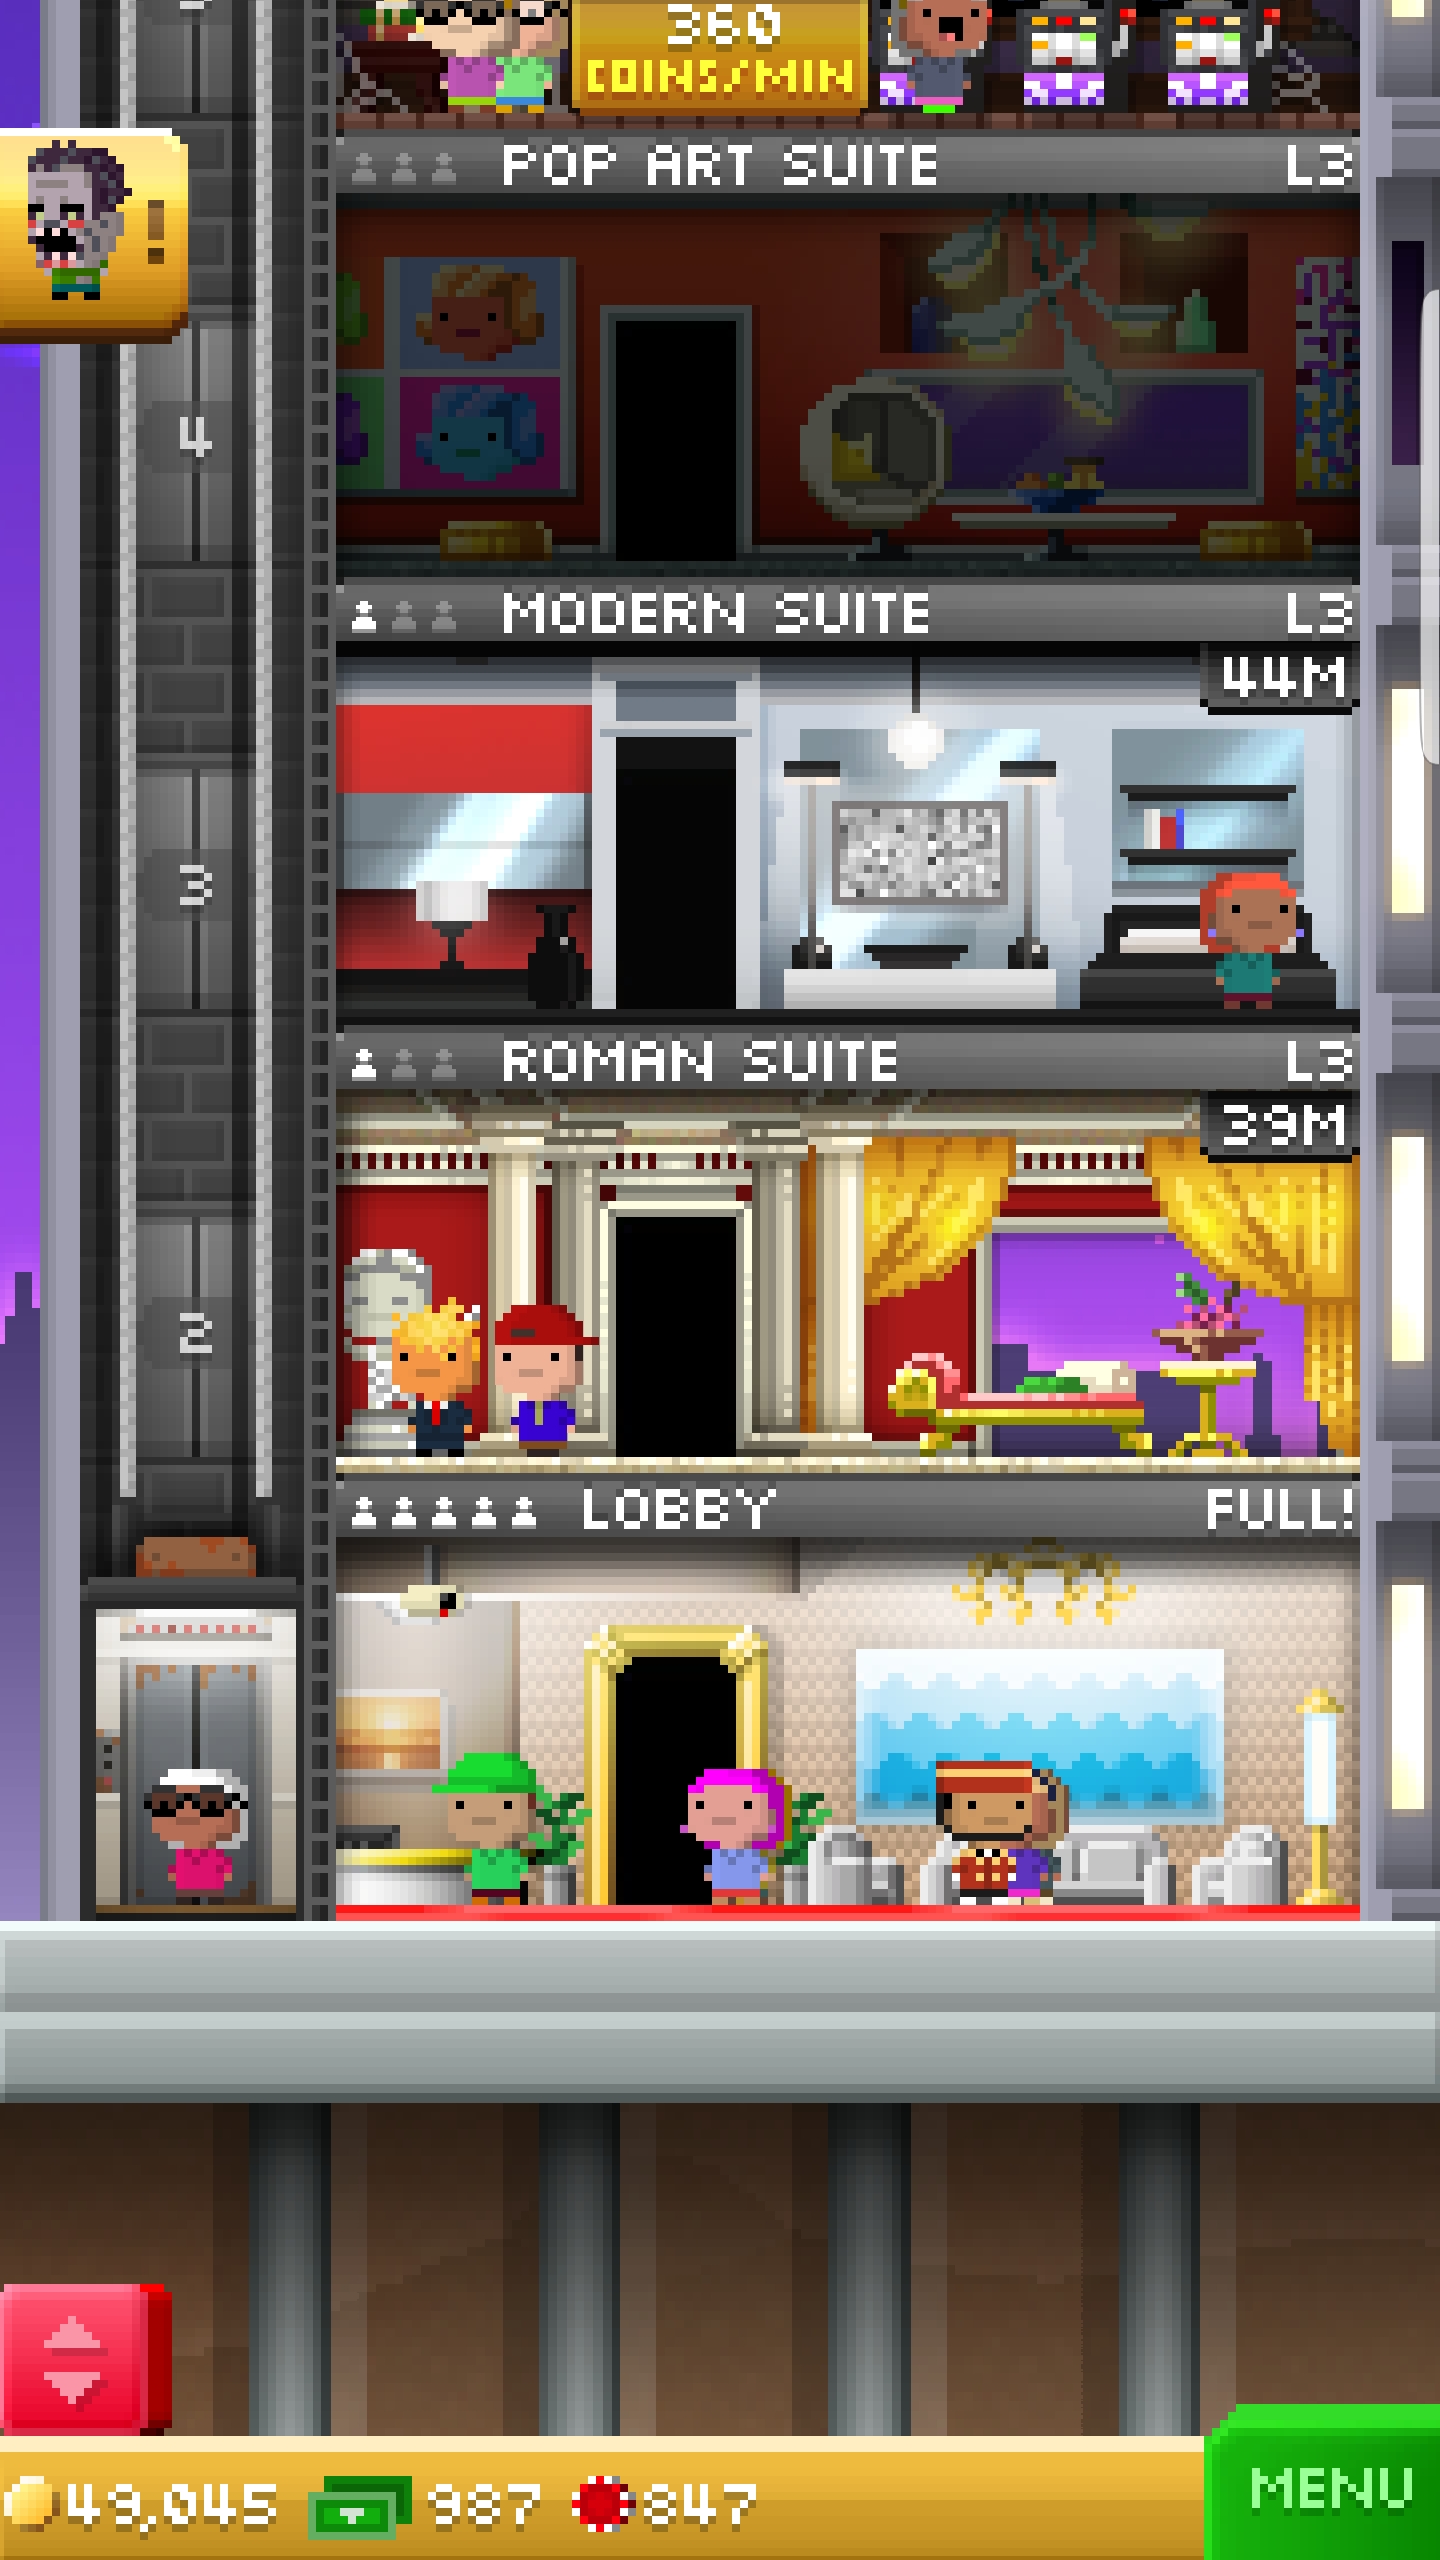 360
COINS/MIN
POP ART SUITE L3
!
4
MODERN SUITE L3
44M
3
ROMAN SUITE L3
39M
2
LOBBY FULL!
49,045 987 847
MENU